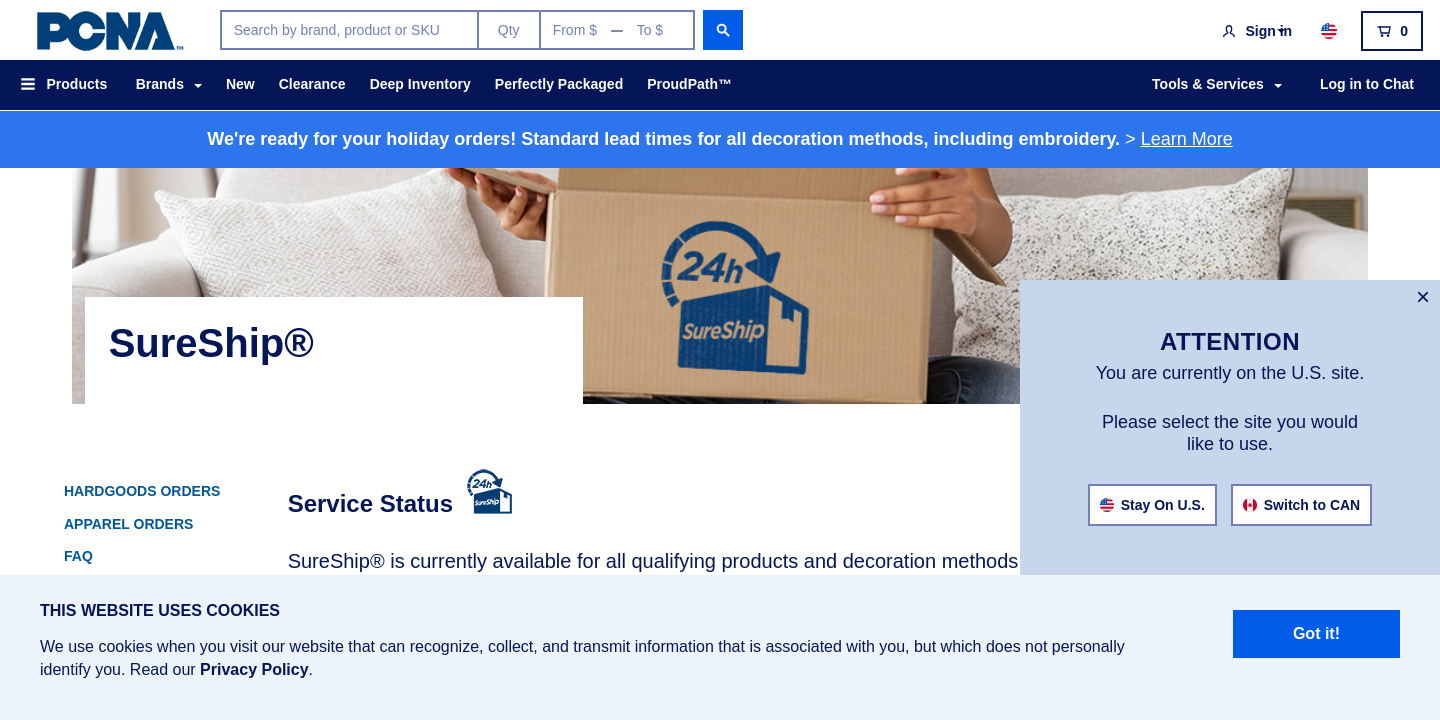 PCNA™
Search by brand, product or SKU
Qty
From $ — To $
Sign in
0
Products
Brands
New
Clearance
Deep Inventory
Perfectly Packaged
ProudPath™
Tools & Services
Log in to Chat
We're ready for your holiday orders! Standard lead times for all decoration methods, including embroidery. > Learn More
24h
SureShip
SureShip®
×
ATTENTION
You are currently on the U.S. site.
Please select the site you would
like to use.
Stay On U.S.
Switch to CAN
HARDGOODS ORDERS
APPAREL ORDERS
FAQ
Service Status
24h
SureShip
SureShip® is currently available for all qualifying products and decoration methods
THIS WEBSITE USES COOKIES
We use cookies when you visit our website that can recognize, collect, and transmit information that is associated with you, but which does not personally
identify you. Read our Privacy Policy.
Got it!